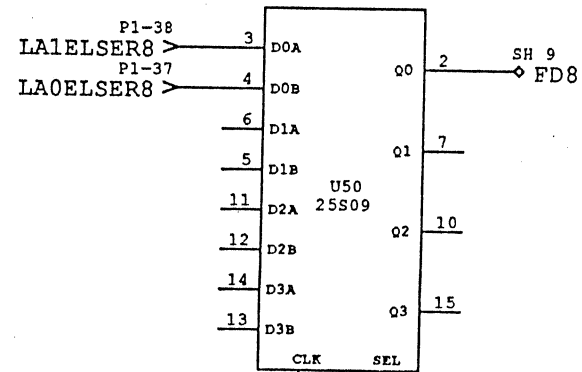 P1-38
LA1ELSER8
3
D0A
P1-37
LA0ELSER8
4
D0B
6
D1A
5
D1B
11
D2A
12
D2B
14
D3A
13
D3B
U50
25S09
Q0
2
SH 9
FD8
Q1
7
Q2
10
Q3
15
CLK
SEL